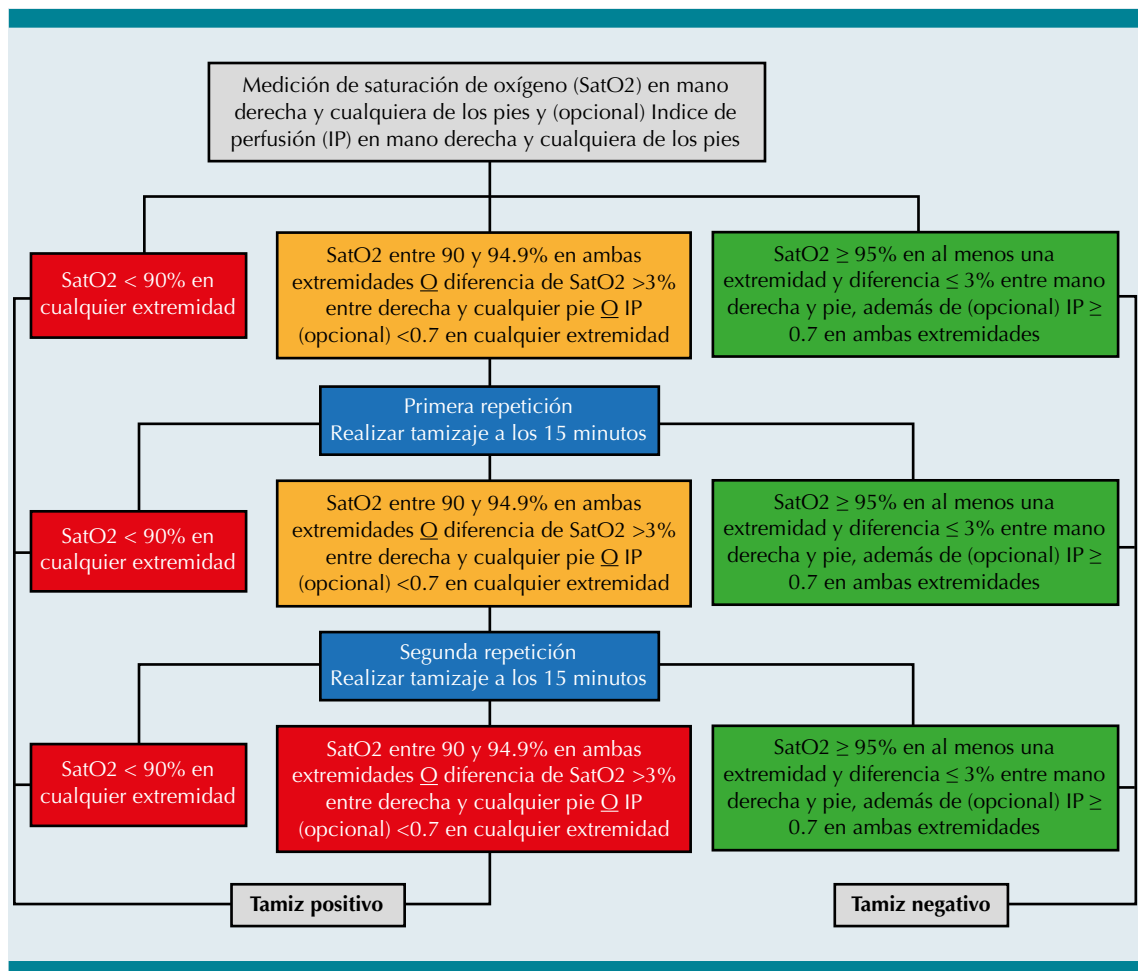 Medición de saturación de oxígeno (SatO2) en mano
derecha y cualquiera de los pies y (opcional) Indice de
perfusión (IP) en mano derecha y cualquiera de los pies
SatO2 < 90% en
cualquier extremidad
SatO2 entre 90 y 94.9% en ambas
extremidades O diferencia de SatO2 >3%
entre derecha y cualquier pie O IP
(opcional) <0.7 en cualquier extremidad
SatO2 ≥ 95% en al menos una
extremidad y diferencia ≤ 3% entre mano
derecha y pie, además de (opcional) IP ≥
0.7 en ambas extremidades
Primera repetición
Realizar tamizaje a los 15 minutos
SatO2 < 90% en
cualquier extremidad
SatO2 entre 90 y 94.9% en ambas
extremidades O diferencia de SatO2 >3%
entre derecha y cualquier pie O IP
(opcional) <0.7 en cualquier extremidad
SatO2 ≥ 95% en al menos una
extremidad y diferencia ≤ 3% entre mano
derecha y pie, además de (opcional) IP ≥
0.7 en ambas extremidades
Segunda repetición
Realizar tamizaje a los 15 minutos
SatO2 < 90% en
cualquier extremidad
SatO2 entre 90 y 94.9% en ambas
extremidades O diferencia de SatO2 >3%
entre derecha y cualquier pie O IP
(opcional) <0.7 en cualquier extremidad
SatO2 ≥ 95% en al menos una
extremidad y diferencia ≤ 3% entre mano
derecha y pie, además de (opcional) IP ≥
0.7 en ambas extremidades
Tamiz positivo
Tamiz negativo